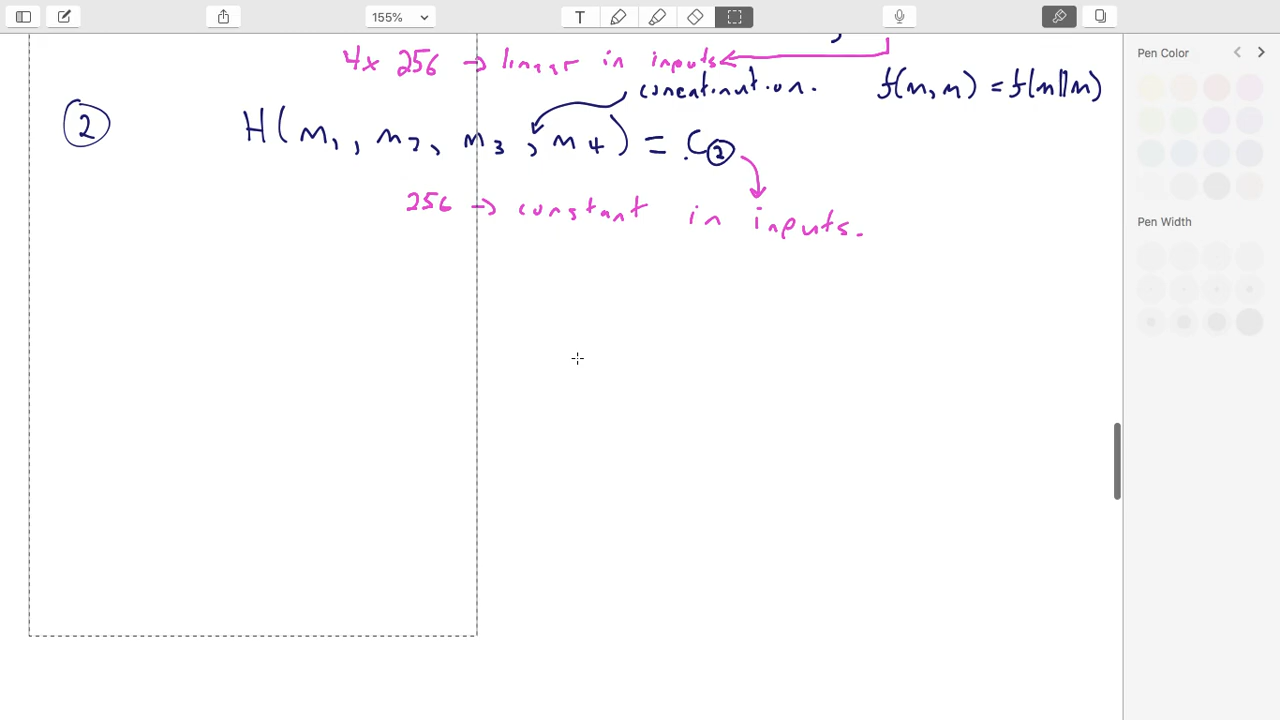 155%
T
Pen Color
4x 256 → linear in inputs
concatination. f(m,m) = f(m||m)
② H(m₁, m₂, m₃, m₄) = C②
Pen Width
256 → constant in inputs.